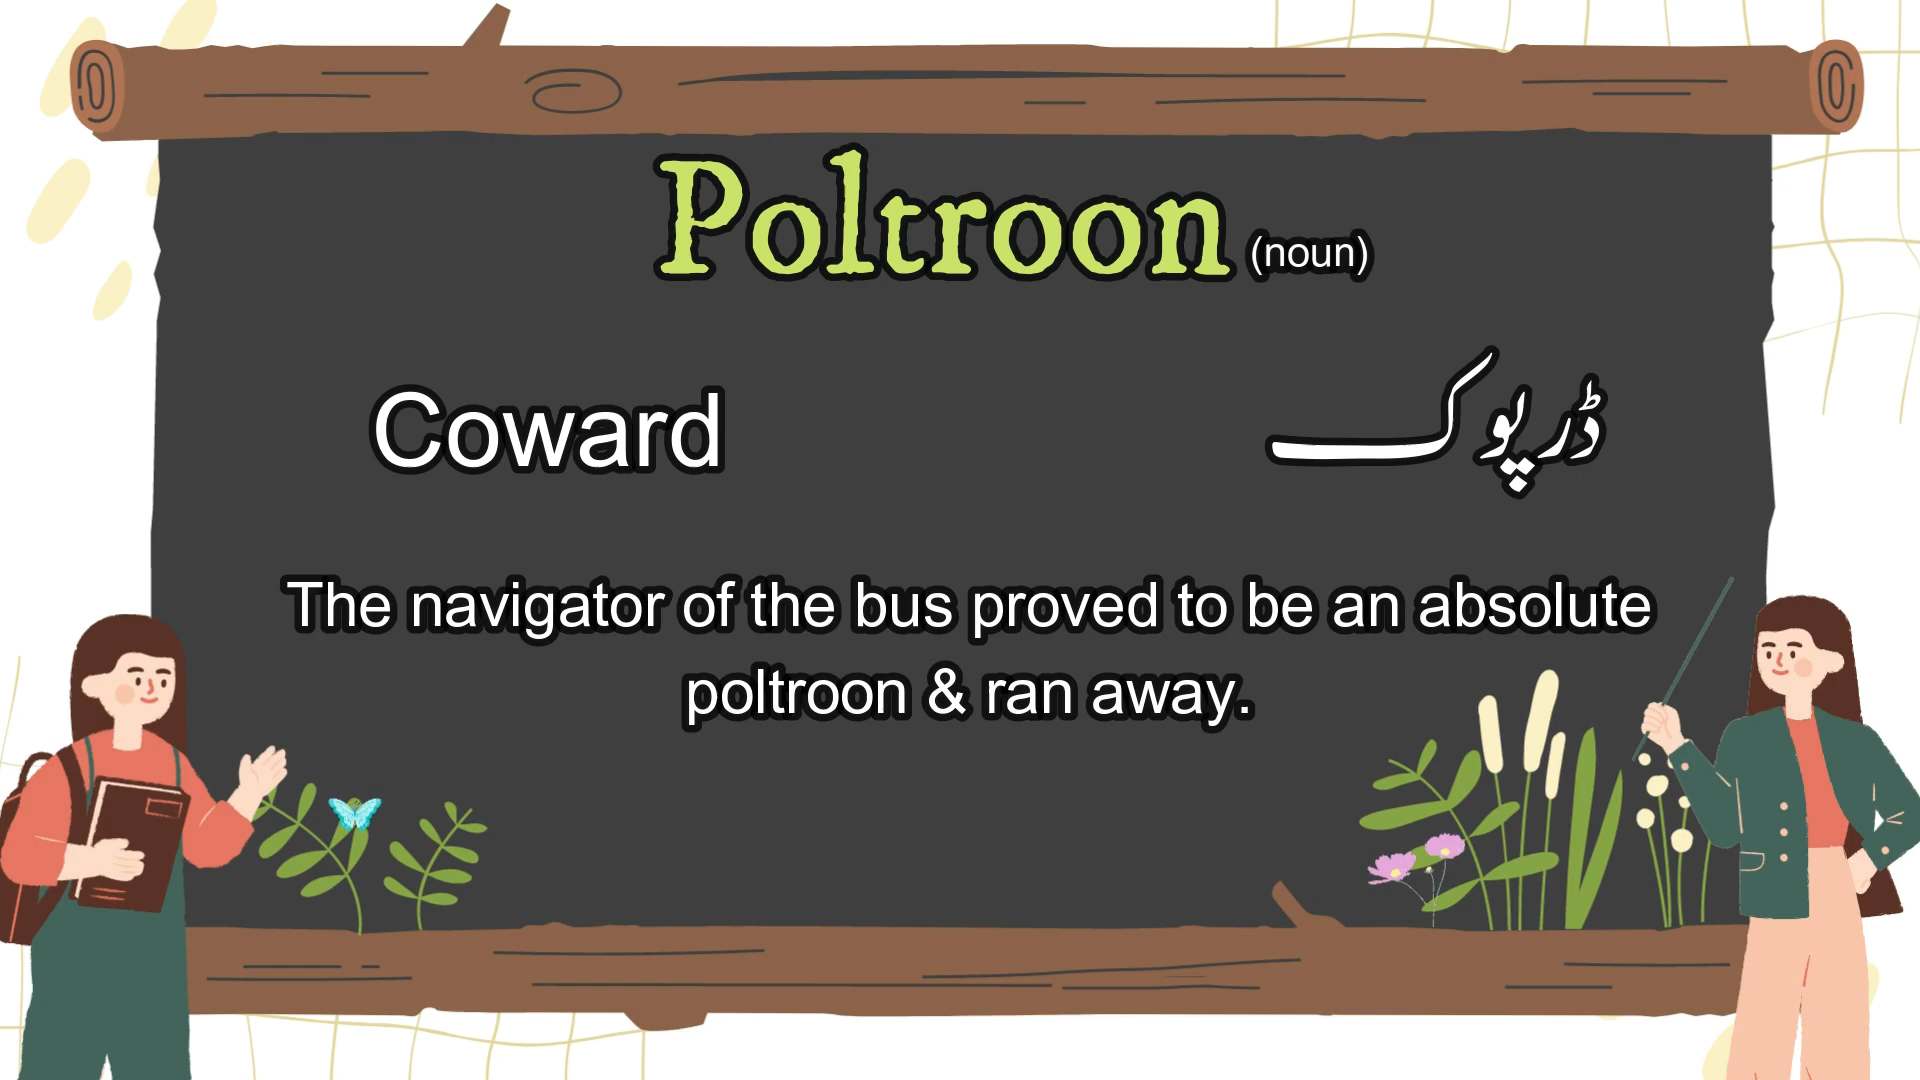 Poltroon (noun)
Coward
ڈرپوک
The navigator of the bus proved to be an absolute
poltroon & ran away.